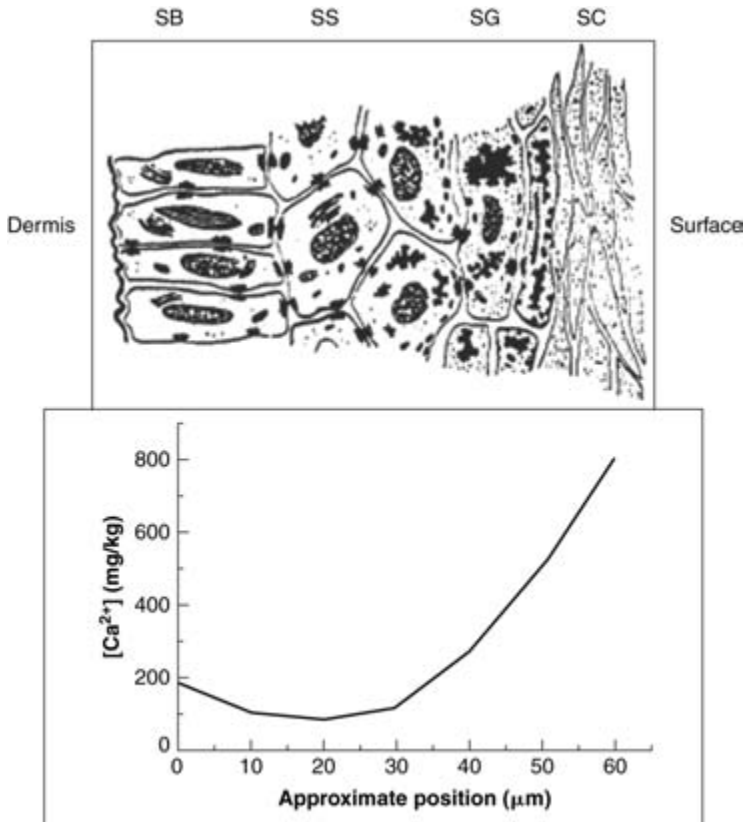 SB SS SG SC
Dermis
Surface
[Ca²⁺] (mg/kg)
800
600
400
200
0
0 10 20 30 40 50 60
Approximate position (μm)